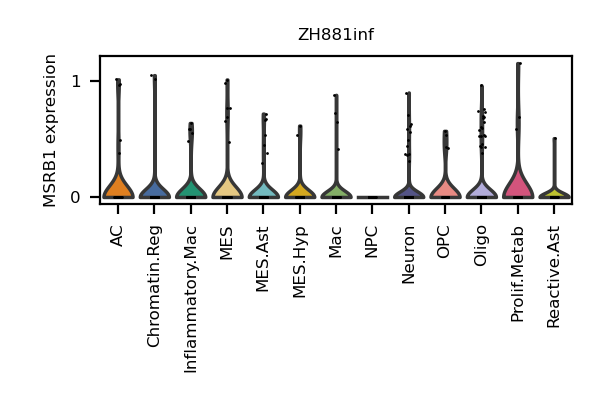 ZH881inf
MSRB1 expression
1
0
AC
Chromatin.Reg
Inflammatory.Mac
MES
MES.Ast
MES.Hyp
Mac
NPC
Neuron
OPC
Oligo
Prolif.Metab
Reactive.Ast